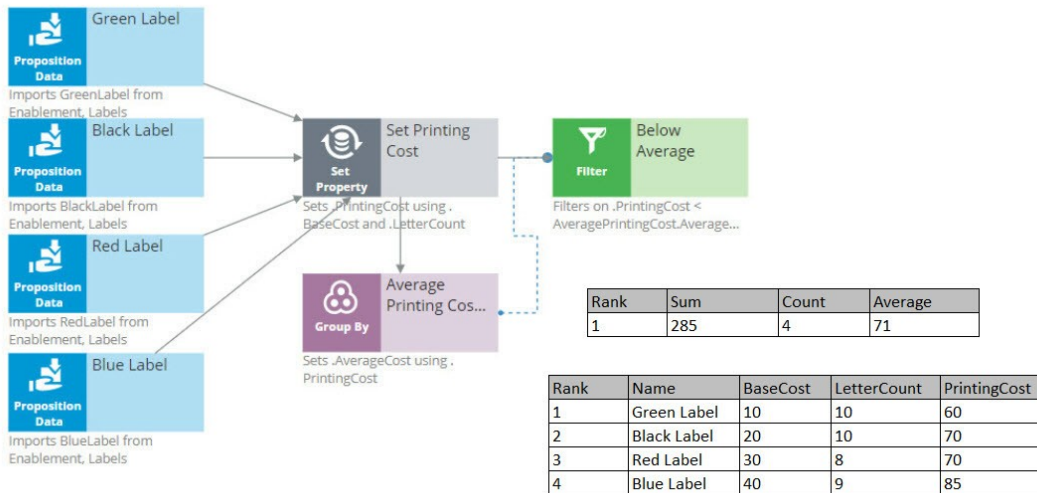 Green Label
Proposition
Data
Imports GreenLabel from
Enablement, Labels
Black Label
Proposition
Data
Imports BlackLabel from
Enablement, Labels
Red Label
Proposition
Data
Imports RedLabel from
Enablement, Labels
Blue Label
Proposition
Data
Imports BlueLabel from
Enablement, Labels
Set Printing
Cost
Set
Property
Sets .PrintingCost using .
BaseCost and .LetterCount
Average
Printing Cos...
Group By
Sets .AverageCost using .
PrintingCost
Below
Average
Filter
Filters on .PrintingCost <
AveragePrintingCost.Average...
Rank Sum Count Average
1 285 4 71
Rank Name BaseCost LetterCount PrintingCost
1 Green Label 10 10 60
2 Black Label 20 10 70
3 Red Label 30 8 70
4 Blue Label 40 9 85